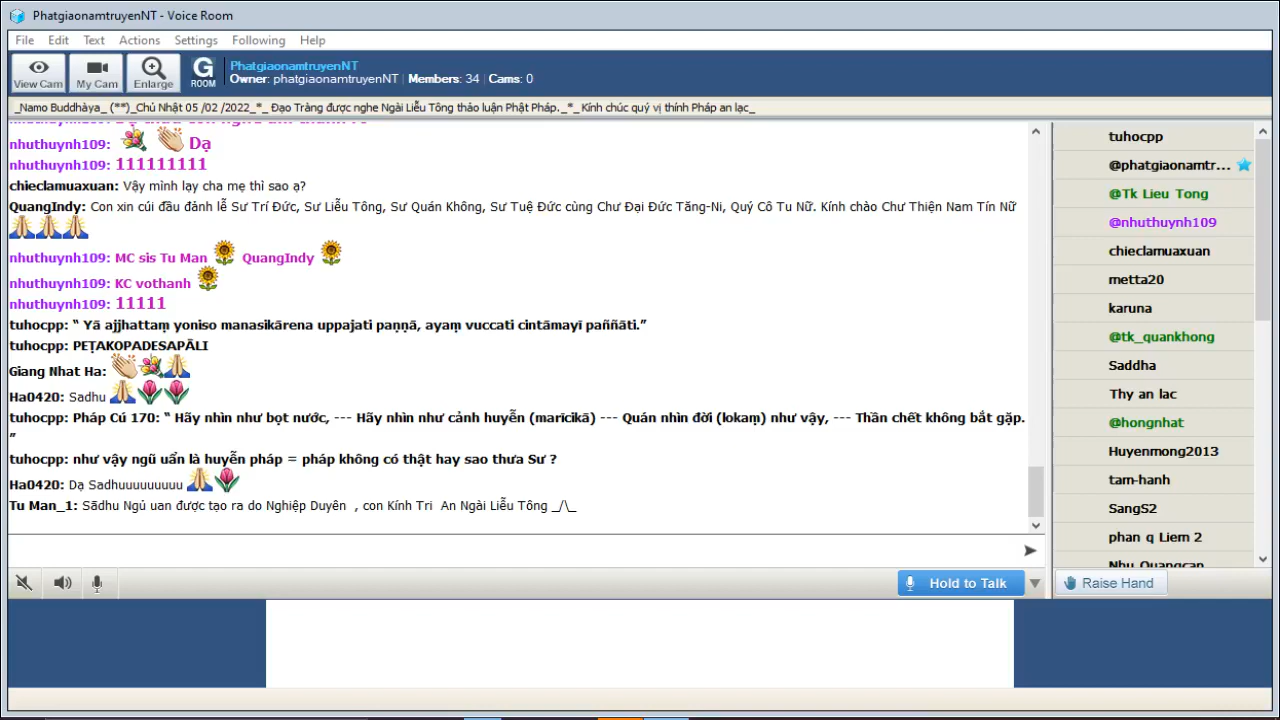 PhatgiaonamtruyenNT - Voice Room
File Edit Text Actions Settings Following Help
View Cam My Cam Enlarge G ROOM
PhatgiaonamtruyenNT
Owner: phatgiaonamtruyenNT Members: 34 Cams: 0
_Namo Buddhàya_ (**)_Chủ Nhật 05 /02 /2022_*_ Đạo Tràng được nghe Ngài Liễu Tông thảo luận Phật Pháp._*_ Kính chúc quý vị thính Pháp an lạc_
nhuthuynh109: Dạ
nhuthuynh109: 111111111
chieclamuaxuan: Vậy mình lạy cha mẹ thì sao ạ?
QuangIndy: Con xin cúi đầu đảnh lễ Sư Trí Đức, Sư Liễu Tông, Sư Quán Không, Sư Tuệ Đức cùng Chư Đại Đức Tăng-Ni, Quý Cô Tu Nữ. Kính chào Chư Thiện Nam Tín Nữ
nhuthuynh109: MC sis Tu Man QuangIndy
nhuthuynh109: KC vothanh
nhuthuynh109: 11111
tuhocpp: “ Yā ajjhattaṃ yoniso manasikārena uppajati paṇṇā, ayaṃ vuccati cintāmayī paññāti.”
tuhocpp: PEṬAKOPADESAPĀLI
Giang Nhat Ha:
Ha0420: Sadhu
tuhocpp: Pháp Cú 170: “ Hãy nhìn như bọt nước, --- Hãy nhìn như cảnh huyễn (marīcikā) --- Quán nhìn đời (lokaṃ) như vậy, --- Thần chết không bắt gặp.
”
tuhocpp: như vậy ngũ uẩn là huyễn pháp = pháp không có thật hay sao thưa Sư ?
Ha0420: Dạ Sadhuuuuuuuuu
Tu Man_1: Sādhu Ngủ uan được tạo ra do Nghiệp Duyên , con Kính Tri An Ngài Liễu Tông _/\_
Hold to Talk
tuhocpp
@phatgiaonamtr...
@Tk Lieu Tong
@nhuthuynh109
chieclamuaxuan
metta20
karuna
@tk_quankhong
Saddha
Thy an lac
@hongnhat
Huyenmong2013
tam-hanh
SangS2
phan q Liem 2
Nhu Quangcap
Raise Hand